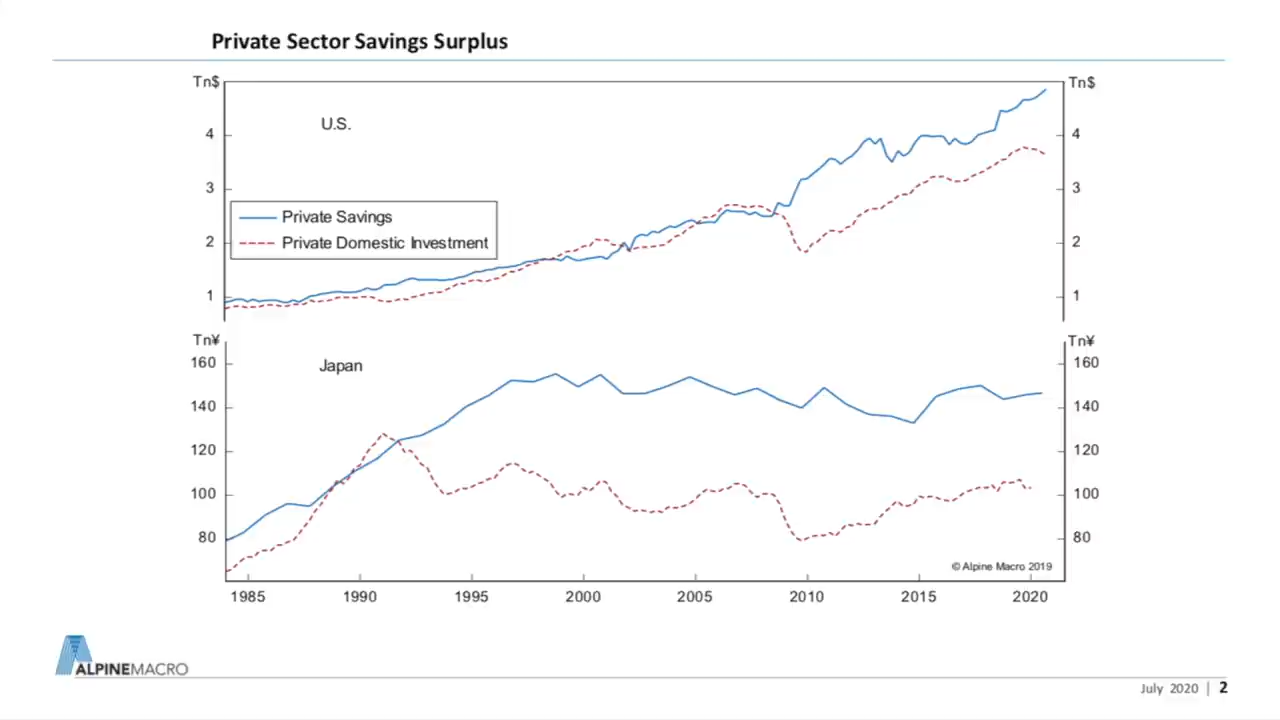 Private Sector Savings Surplus
Tn$ Tn$
U.S.
4 4
3 3
Private Savings
Private Domestic Investment
2 2
1 1
Tn¥ Tn¥
160 160
Japan
140 140
120 120
100 100
80 80
© Alpine Macro 2019
1985 1990 1995 2000 2005 2010 2015 2020
ALPINEMACRO
July 2020 | 2